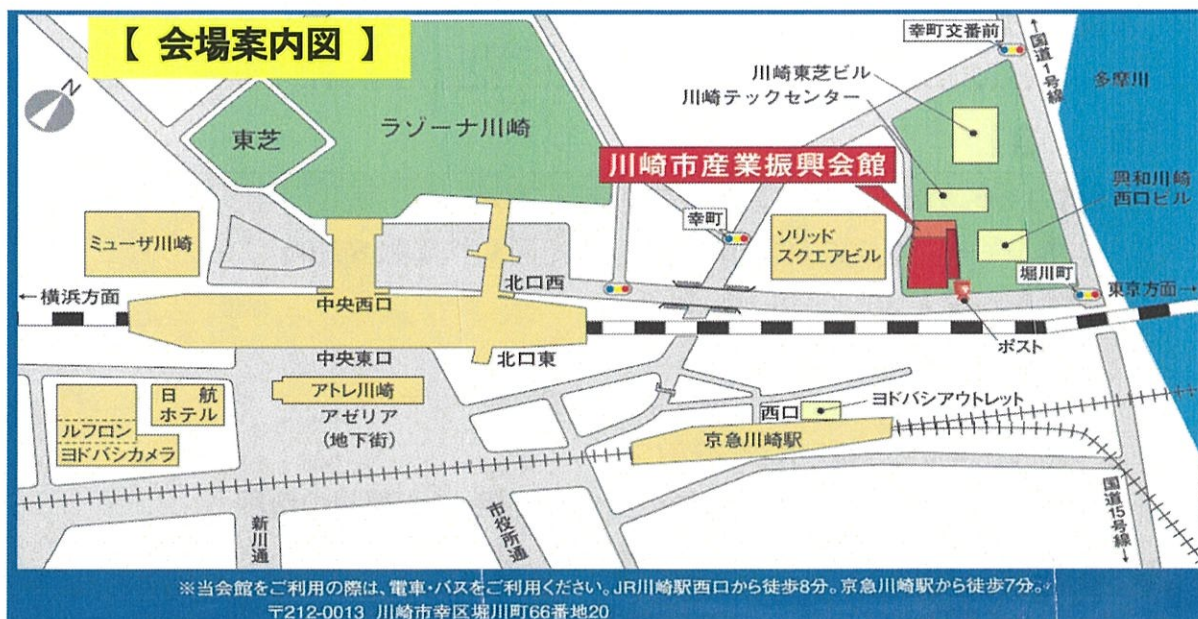 【 会場案内図 】
N
幸町交番前
↑国道1号線
多摩川
川崎東芝ビル
川崎テックセンター
東芝
ラゾーナ川崎
川崎市産業振興会館
興和川崎
西口ビル
幸町
ミューザ川崎
ソリッド
スクエアビル
堀川町
北口西
←横浜方面
中央西口
東京方面→
ポスト
中央東口
北口東
日航
ホテル
アトレ川崎
アゼリア
(地下街)
西口
ヨドバシアウトレット
ルフロン
ヨドバシカメラ
京急川崎駅
新川通
市役所通
国道15号線↓
※当会館をご利用の際は、電車・バスをご利用ください。JR川崎駅西口から徒歩8分。京急川崎駅から徒歩7分。
〒212-0013 川崎市幸区堀川町66番地20